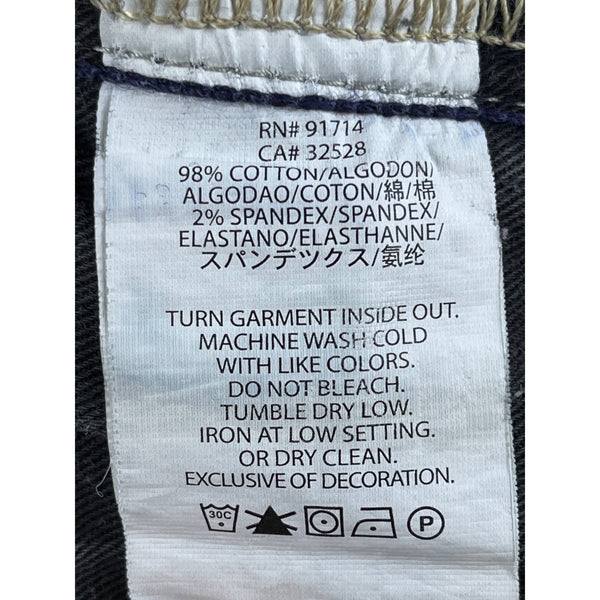 RN# 91714
CA# 32528
98% COTTON/ALGODON/
ALGODAO/COTON/綿/棉
2% SPANDEX/SPANDEX/
ELASTANO/ELASTHANNE/
スパンデックス/氨纶
TURN GARMENT INSIDE OUT.
MACHINE WASH COLD
WITH LIKE COLORS.
DO NOT BLEACH.
TUMBLE DRY LOW.
IRON AT LOW SETTING.
OR DRY CLEAN.
EXCLUSIVE OF DECORATION.
30C P